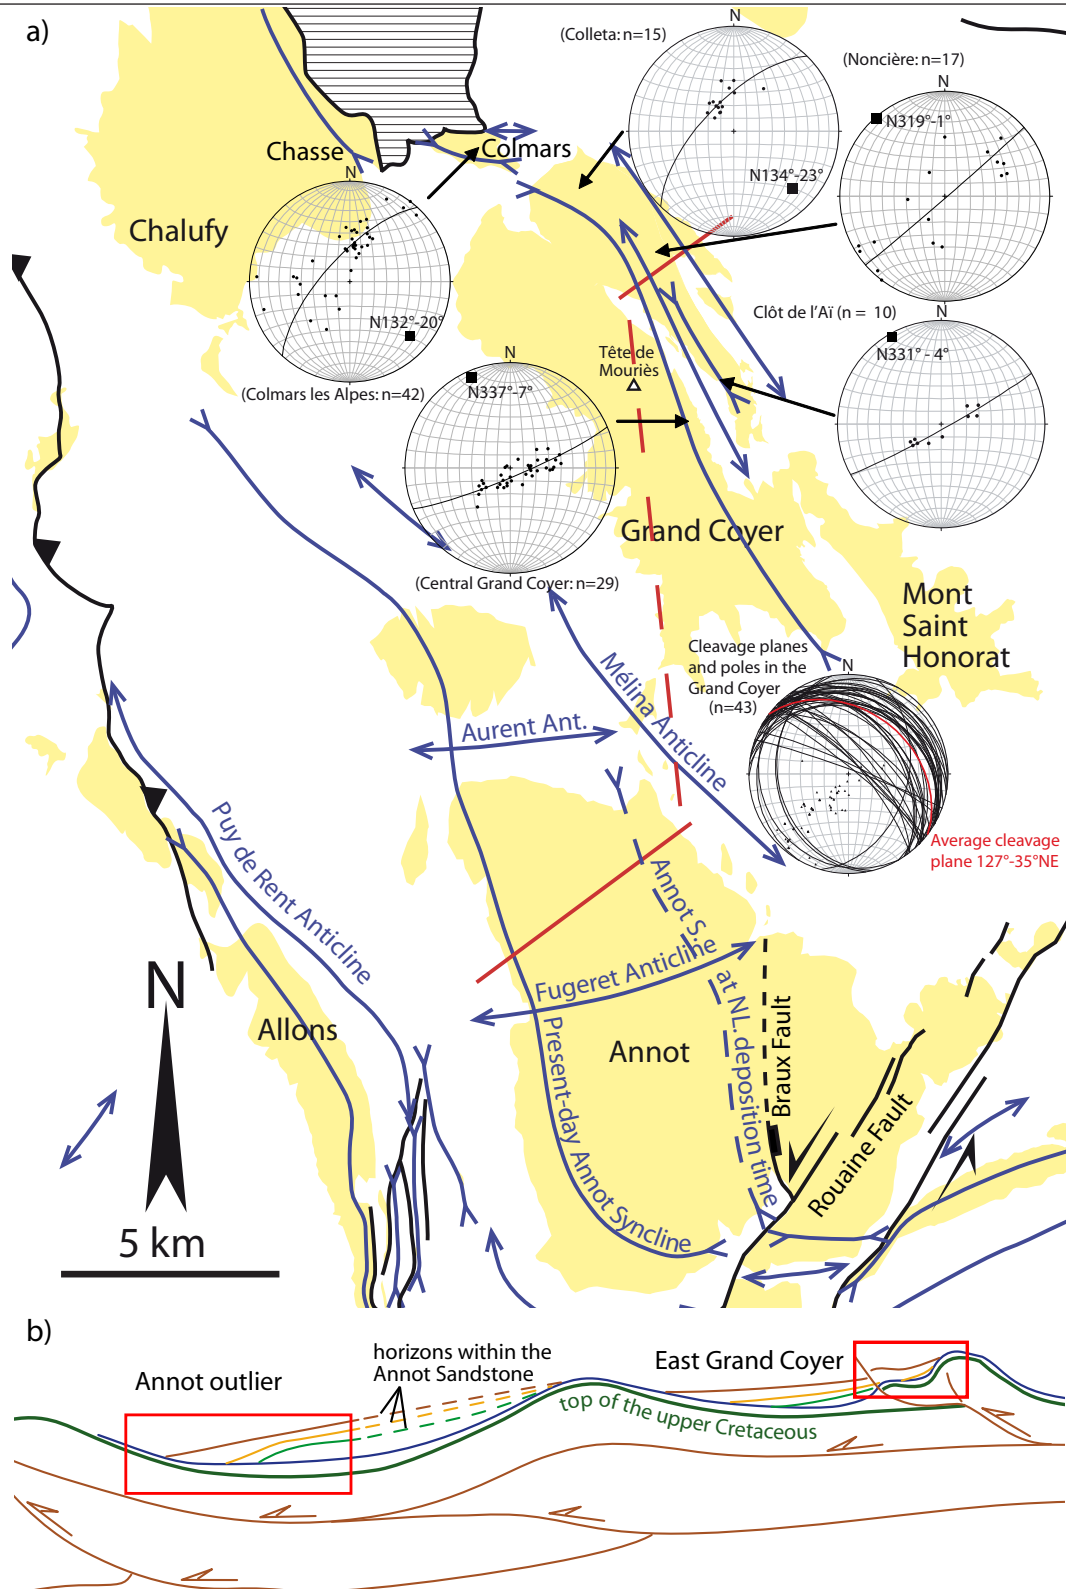 a)
N
(Colleta: n=15)
N134°-23°
(Noncière: n=17)
N
N319°-1°
Chasse
Colmars
N
Chalufy
N132°-20°
(Colmars les Alpes: n=42)
Clôt de l'Aï (n = 10)
N
N331° - 4°
Tête de
Mouriès
N
N337°-7°
(Central Grand Coyer: n=29)
Grand Coyer
Mont
Saint
Honorat
Cleavage planes
and poles in the
Grand Coyer
(n=43)
N
Average cleavage
plane 127°-35°NE
Mélina Anticline
Aurent Ant.
Puy de Rent Anticline
Annot S.
at NL. deposition time
Fugeret Anticline
Present-day Annot Syncline
Braux Fault
Rouaine Fault
Allons
Annot
N
5 km
b)
Annot outlier
horizons within the
Annot Sandstone
East Grand Coyer
top of the upper Cretaceous